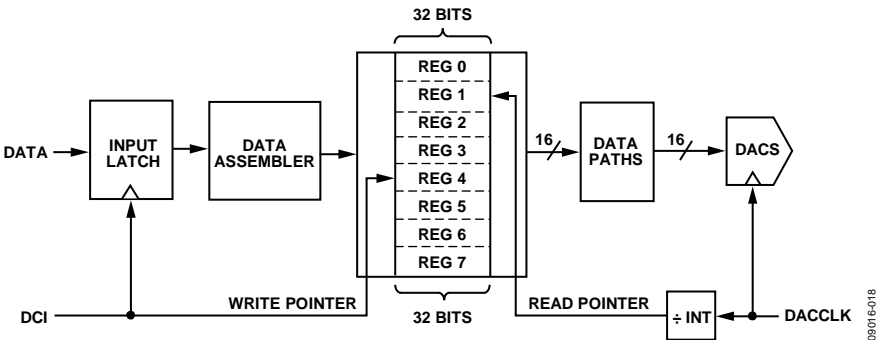 32 BITS
REG 0
REG 1
REG 2
REG 3
REG 4
REG 5
REG 6
REG 7
DATA
INPUT
LATCH
DATA
ASSEMBLER
16
DATA
PATHS
16
DACS
WRITE POINTER
32 BITS
READ POINTER
÷ INT
DCI
DACCLK
09016-018